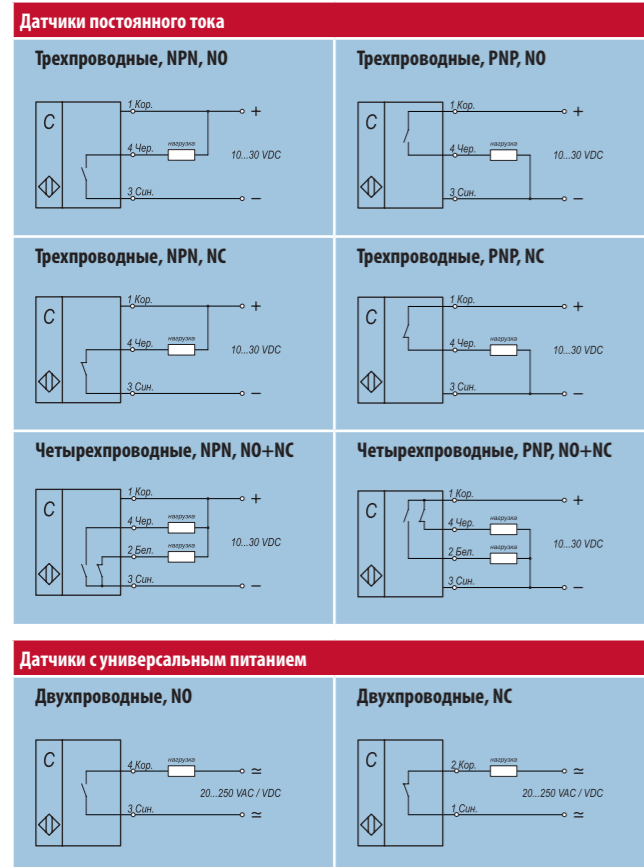 Датчики постоянного тока
Трехпроводные, NPN, NO
C
1 Кор.
+
4 Чер.
нагрузка
10...30 VDC
3 Син.
–
Трехпроводные, PNP, NO
C
1 Кор.
+
4 Чер.
нагрузка
10...30 VDC
3 Син.
–
Трехпроводные, NPN, NC
C
1 Кор.
+
4 Чер.
нагрузка
10...30 VDC
3 Син.
–
Трехпроводные, PNP, NC
C
1 Кор.
+
4 Чер.
нагрузка
10...30 VDC
3 Син.
–
Четырехпроводные, NPN, NO+NC
C
1 Кор.
+
4 Чер.
нагрузка
2 Бел.
нагрузка
10...30 VDC
3 Син.
–
Четырехпроводные, PNP, NO+NC
C
1 Кор.
+
4 Чер.
нагрузка
2 Бел.
нагрузка
10...30 VDC
3 Син.
–
Датчики с универсальным питанием
Двухпроводные, NO
C
4 Кор.
нагрузка
≃
20...250 VAC / VDC
3 Син.
≃
Двухпроводные, NC
C
2 Кор.
нагрузка
≃
20...250 VAC / VDC
1 Син.
≃